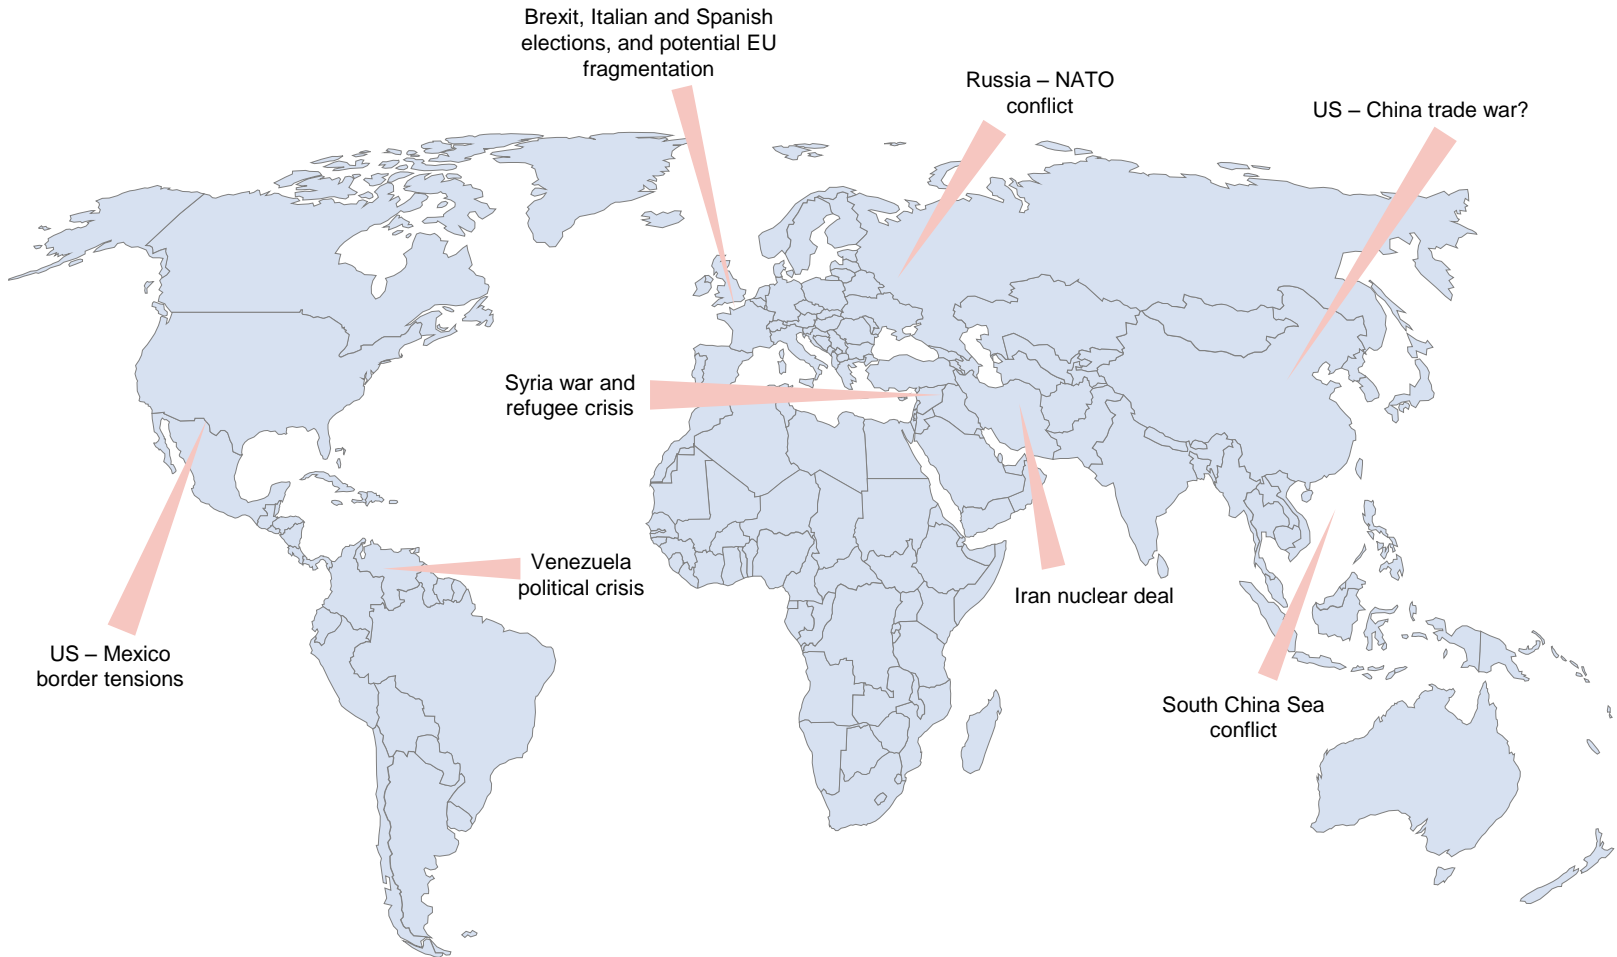 Brexit, Italian and Spanish
elections, and potential EU
fragmentation
Russia – NATO
conflict
US – China trade war?
Syria war and
refugee crisis
Venezuela
political crisis
Iran nuclear deal
US – Mexico
border tensions
South China Sea
conflict